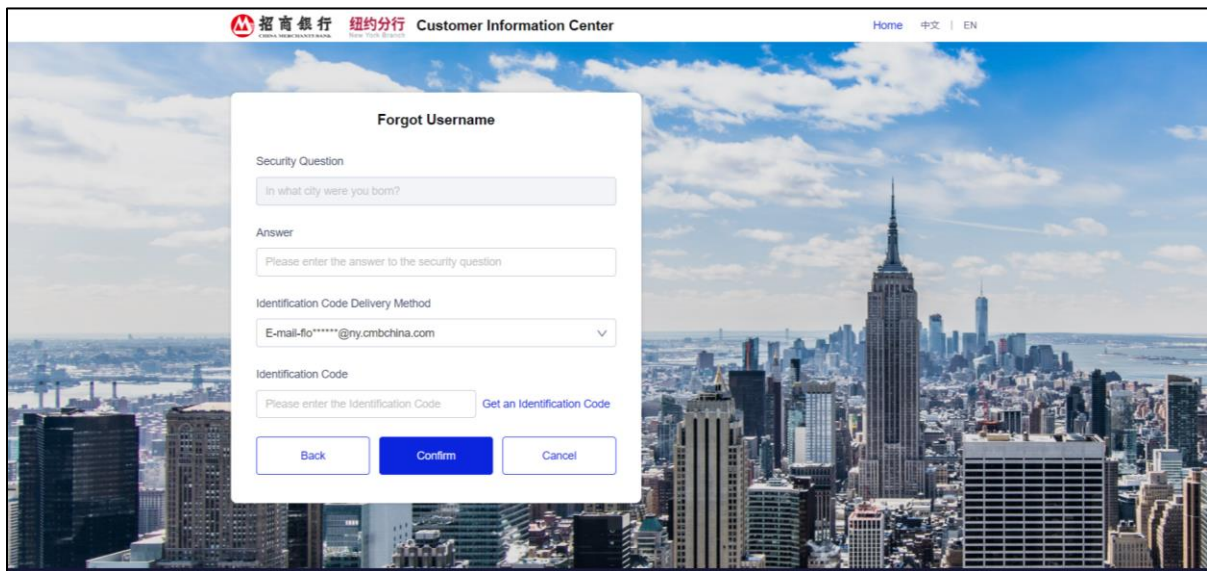 招商银行 纽约分行 Customer Information Center Home 中文 | EN
CHINA MERCHANTS BANK New York Branch
Forgot Username
Security Question
In what city were you born?
Answer
Please enter the answer to the security question
Identification Code Delivery Method
E-mail-flo******@ny.cmbchina.com
Identification Code
Please enter the Identification Code Get an Identification Code
Back Confirm Cancel